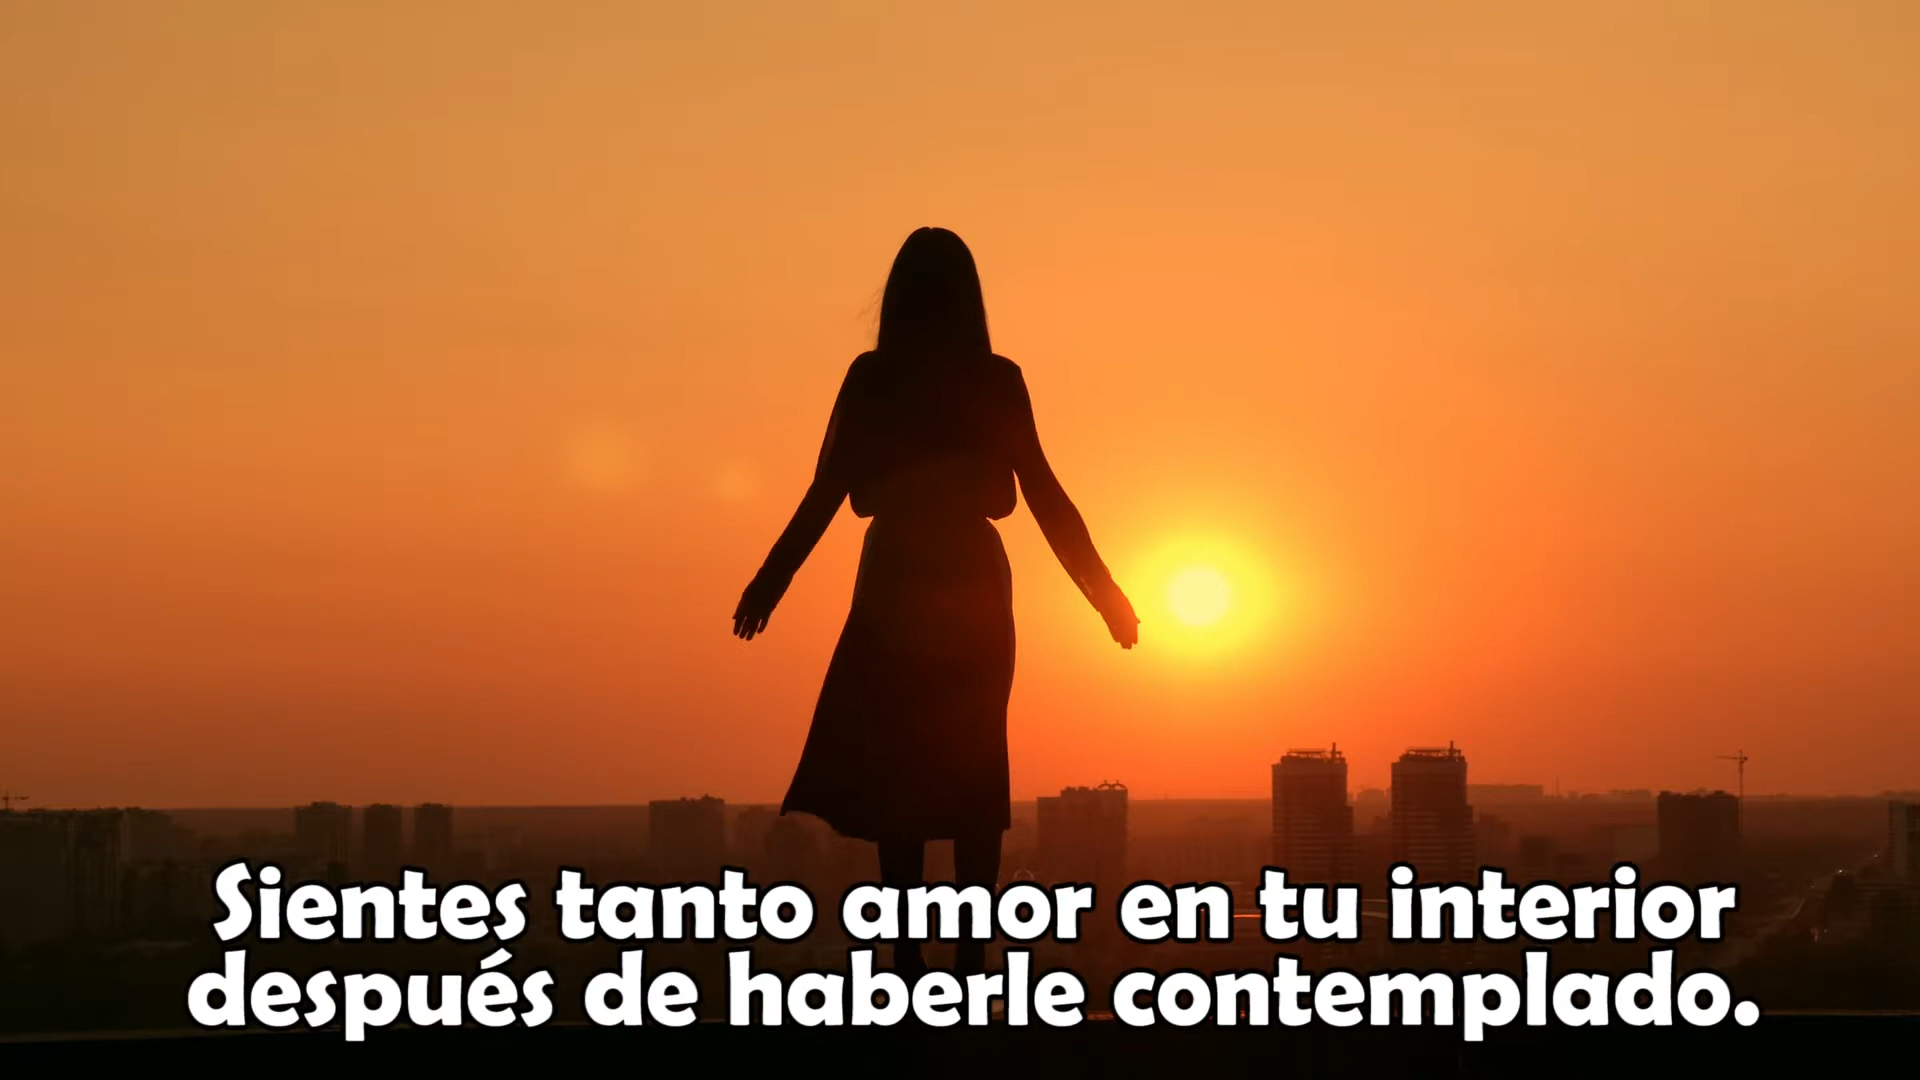 Sientes tanto amor en tu interior
después de haberle contemplado.